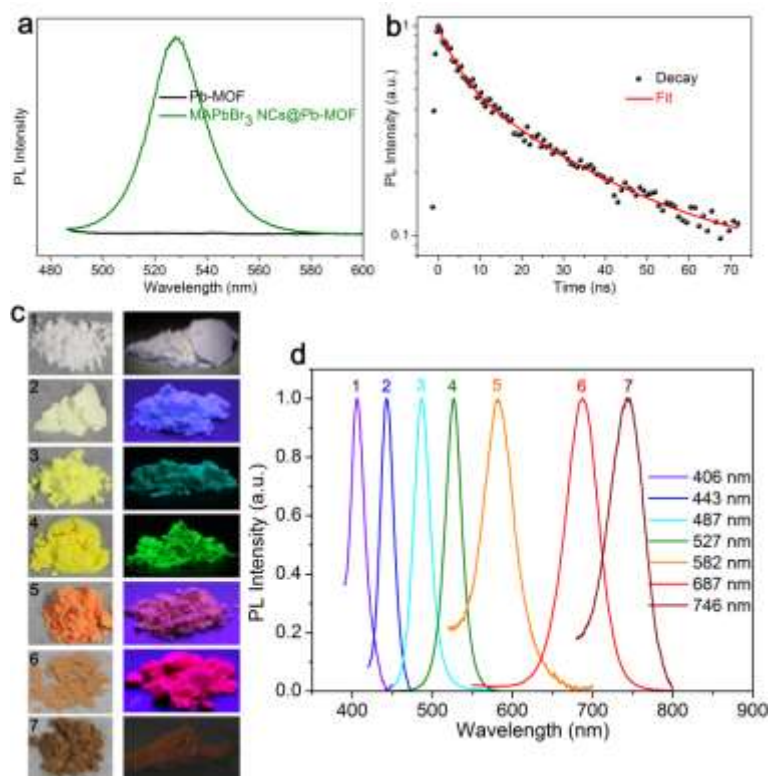 a
PL Intensity
Pb-MOF
MAPbBr3 NCs@Pb-MOF
480 500 520 540 560 580 600
Wavelength (nm)
b
PL Intensity (a.u.)
1
0.1
Decay
Fit
0 10 20 30 40 50 60 70
Time (ns)
c
1
2
3
4
5
6
7
d
PL Intensity (a.u.)
1.0
0.8
0.6
0.4
0.2
0.0
1 2 3 4 5 6 7
406 nm
443 nm
487 nm
527 nm
582 nm
687 nm
746 nm
400 500 600 700 800 900
Wavelength (nm)